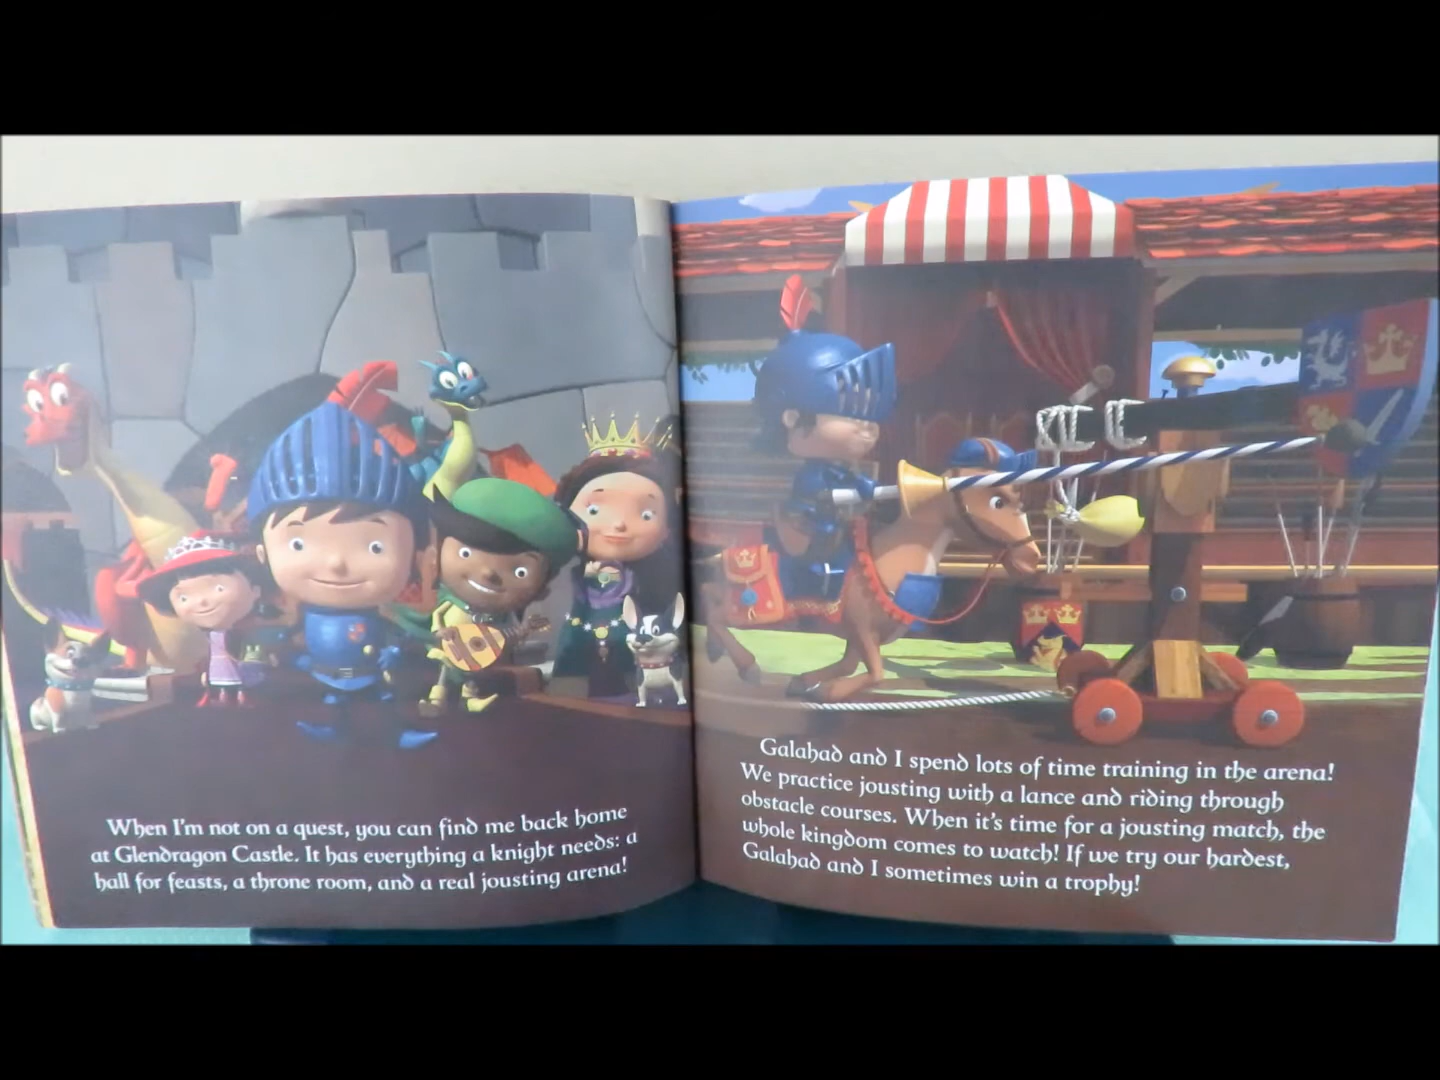 When I'm not on a quest, you can find me back home
at Glendragon Castle. It has everything a knight needs: a
hall for feasts, a throne room, and a real jousting arena!
Galahad and I spend lots of time training in the arena!
We practice jousting with a lance and riding through
obstacle courses. When it's time for a jousting match, the
whole kingdom comes to watch! If we try our hardest,
Galahad and I sometimes win a trophy!